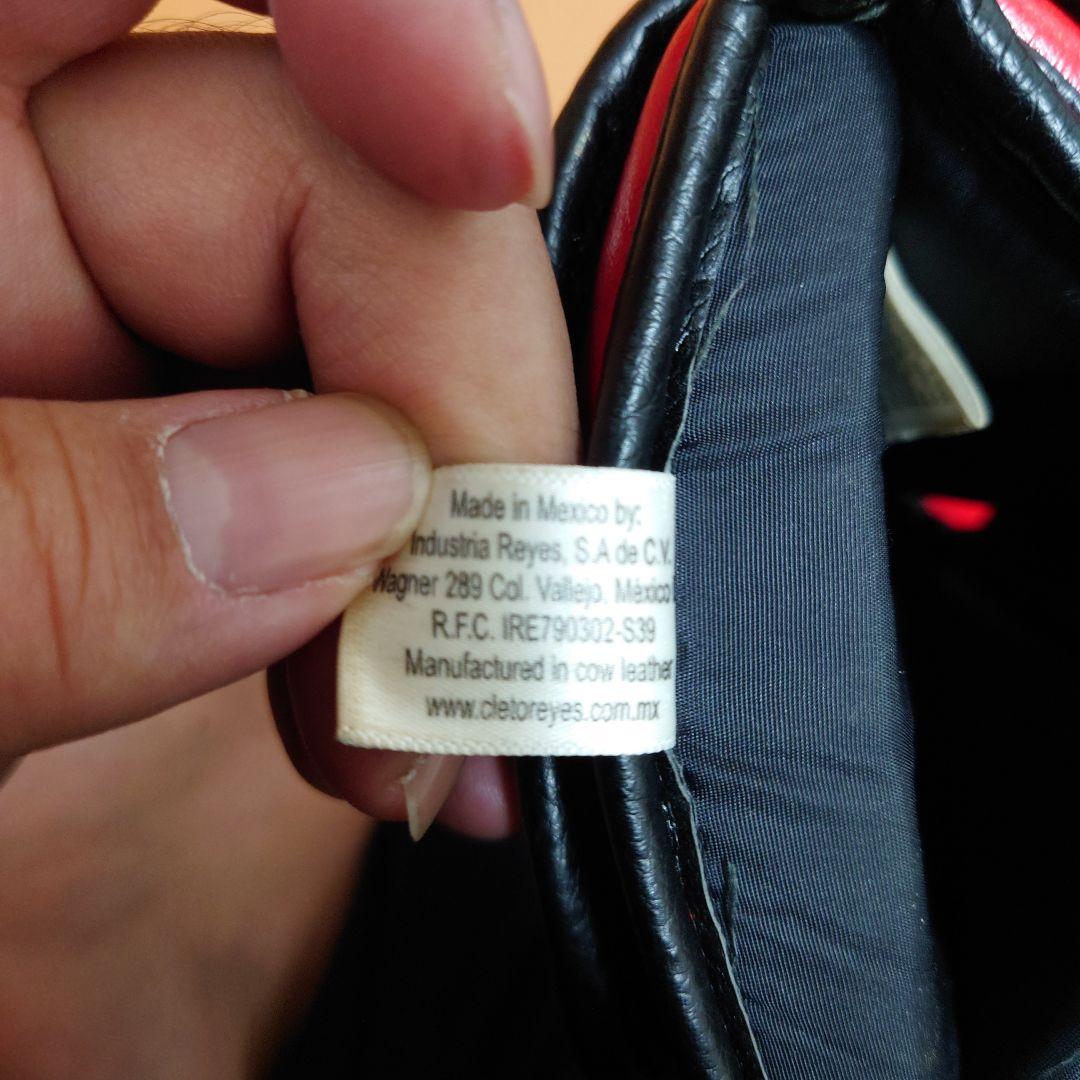 Made in Mexico by:
Industria Reyes, S.A de C.V.
Wagner 289 Col. Vallejo, México
R.F.C. IRE790302-S39
Manufactured in cow leather
www.cletoreyes.com.mx